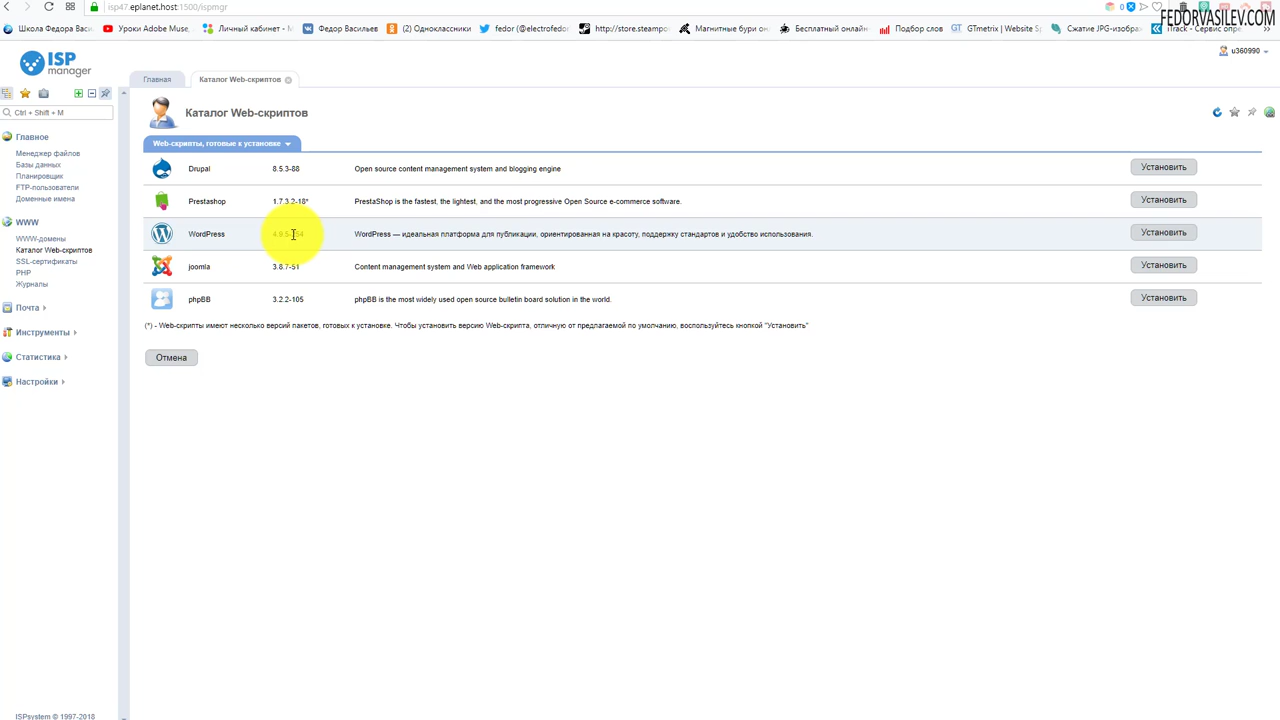 isp47.eplanet.host:1500/ispmgr
FEDORVASILEV.COM
Школа Федора Васи.
Уроки Adobe Muse,
Личный кабинет - М
Федор Васильев
(2) Одноклассники
fedor (@electrofedor
http://store.steampo
Магнитные бури он
Бесплатный онлайн
Подбор слов
GTmetrix | Website Sp
Сжатие JPG-изобра
iTrack - Сервис опре
ISP
manager
Главная
Каталог Web-скриптов
u360990
Ctrl + Shift + M
Каталог Web-скриптов
Главное
Менеджер файлов
Базы данных
Планировщик
FTP-пользователи
Доменные имена
WWW
WWW-домены
Каталог Web-скриптов
SSL-сертификаты
PHP
Журналы
Почта
Инструменты
Статистика
Настройки
Web-скрипты, готовые к установке
Drupal 8.5.3-88 Open source content management system and blogging engine Установить
Prestashop 1.7.3.2-18* PrestaShop is the fastest, the lightest, and the most progressive Open Source e-commerce software. Установить
WordPress WordPress — идеальная платформа для публикации, ориентированная на красоту, поддержку стандартов и удобство использования. Установить
joomla 3.8.7-51 Content management system and Web application framework Установить
phpBB 3.2.2-105 phpBB is the most widely used open source bulletin board solution in the world. Установить
(*) - Web-скрипты имеют несколько версий пакетов, готовых к установке. Чтобы установить версию Web-скрипта, отличную от предлагаемой по умолчанию, воспользуйтесь кнопкой "Установить"
Отмена
ISPsystem © 1997-2018